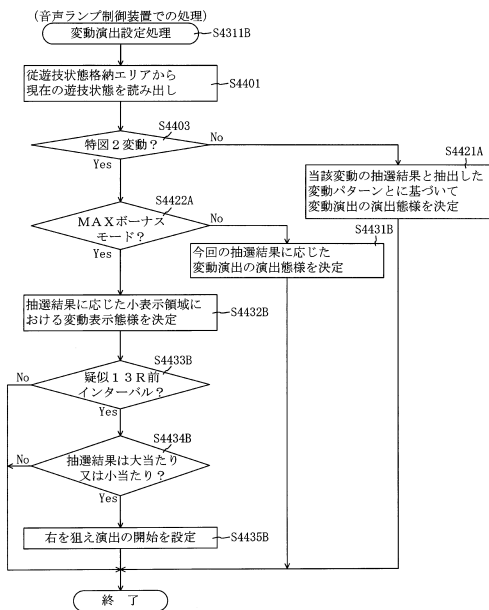 (音声ランプ制御装置での処理)
変動演出設定処理
S4311B
従遊技状態格納エリアから
現在の遊技状態を読み出し
S4401
S4403
特図2変動?
No
Yes
S4421A
当該変動の抽選結果と抽出した
変動パターンとに基づいて
変動演出の演出態様を決定
S4422A
MAXボーナス
モード?
No
Yes
S4431B
今回の抽選結果に応じた
変動演出の演出態様を決定
抽選結果に応じた小表示領域に
おける変動表示態様を決定
S4432B
S4433B
疑似13R前
インターバル?
No
Yes
S4434B
抽選結果は大当たり
又は小当たり?
No
Yes
右を狙え演出の開始を設定
S4435B
終 了